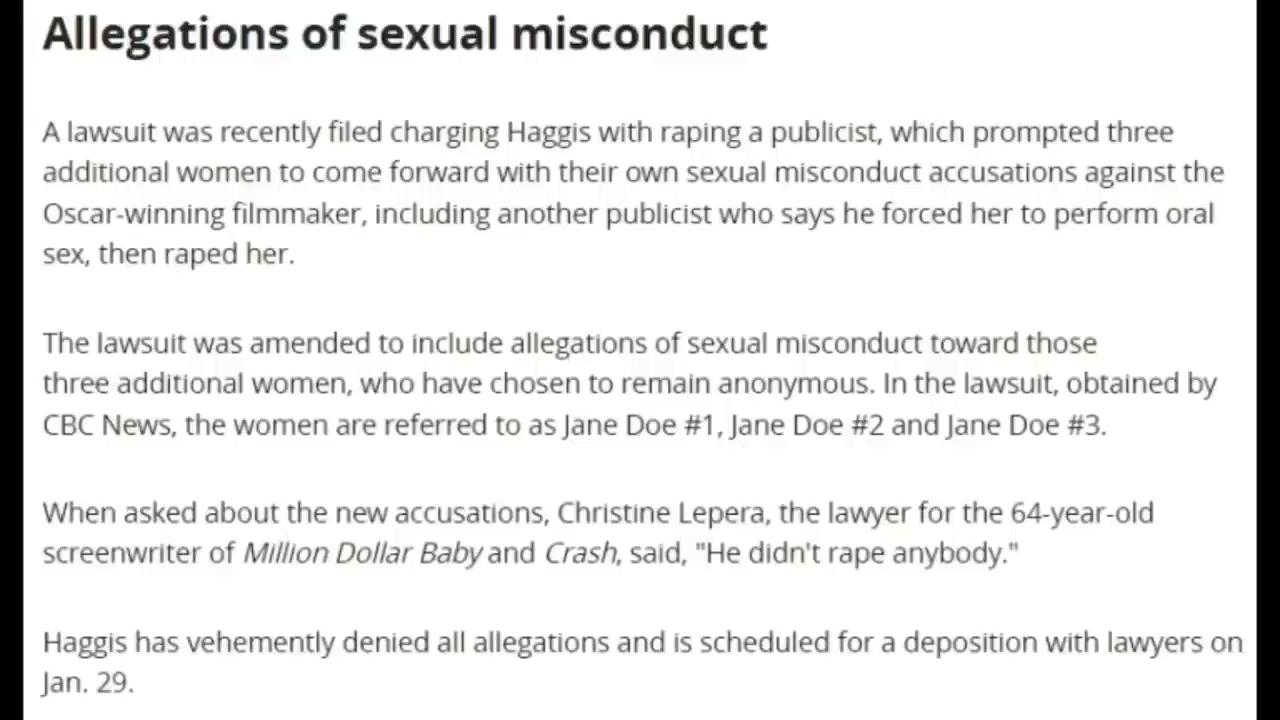 Allegations of sexual misconduct
A lawsuit was recently filed charging Haggis with raping a publicist, which prompted three
additional women to come forward with their own sexual misconduct accusations against the
Oscar-winning filmmaker, including another publicist who says he forced her to perform oral
sex, then raped her.
The lawsuit was amended to include allegations of sexual misconduct toward those
three additional women, who have chosen to remain anonymous. In the lawsuit, obtained by
CBC News, the women are referred to as Jane Doe #1, Jane Doe #2 and Jane Doe #3.
When asked about the new accusations, Christine Lepera, the lawyer for the 64-year-old
screenwriter of Million Dollar Baby and Crash, said, "He didn't rape anybody."
Haggis has vehemently denied all allegations and is scheduled for a deposition with lawyers on
Jan. 29.